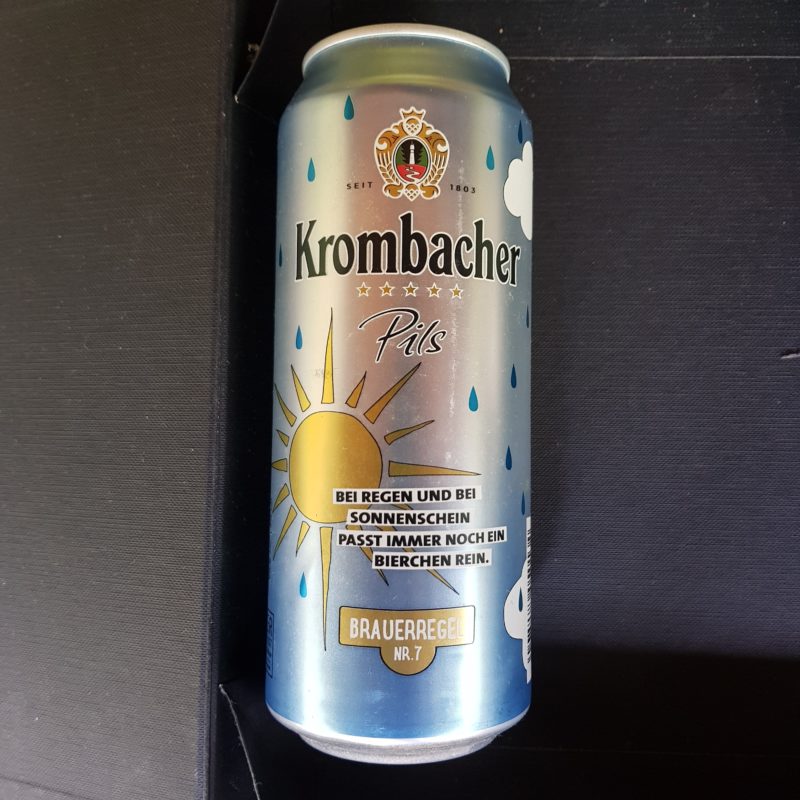 SEIT 1803
Krombacher
Pils
BEI REGEN UND BEI
SONNENSCHEIN
PASST IMMER NOCH EIN
BIERCHEN REIN.
BRAUERREGEL
NR.7